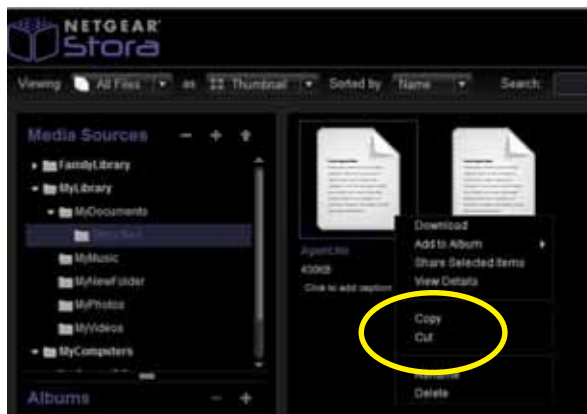 NETGEAR
Stora
Viewing All Files as Thumbnail Sorted by Name Search:
Media Sources
FamilyLibrary
MyLibrary
MyDocuments
MyMusic
MyNewFolder
MyPhotos
MyVideos
MyComputers
Albums
430KB
Click to add caption
Download
Add to Album
Share Selected Items
View Details
Copy
Cut
Rename
Delete